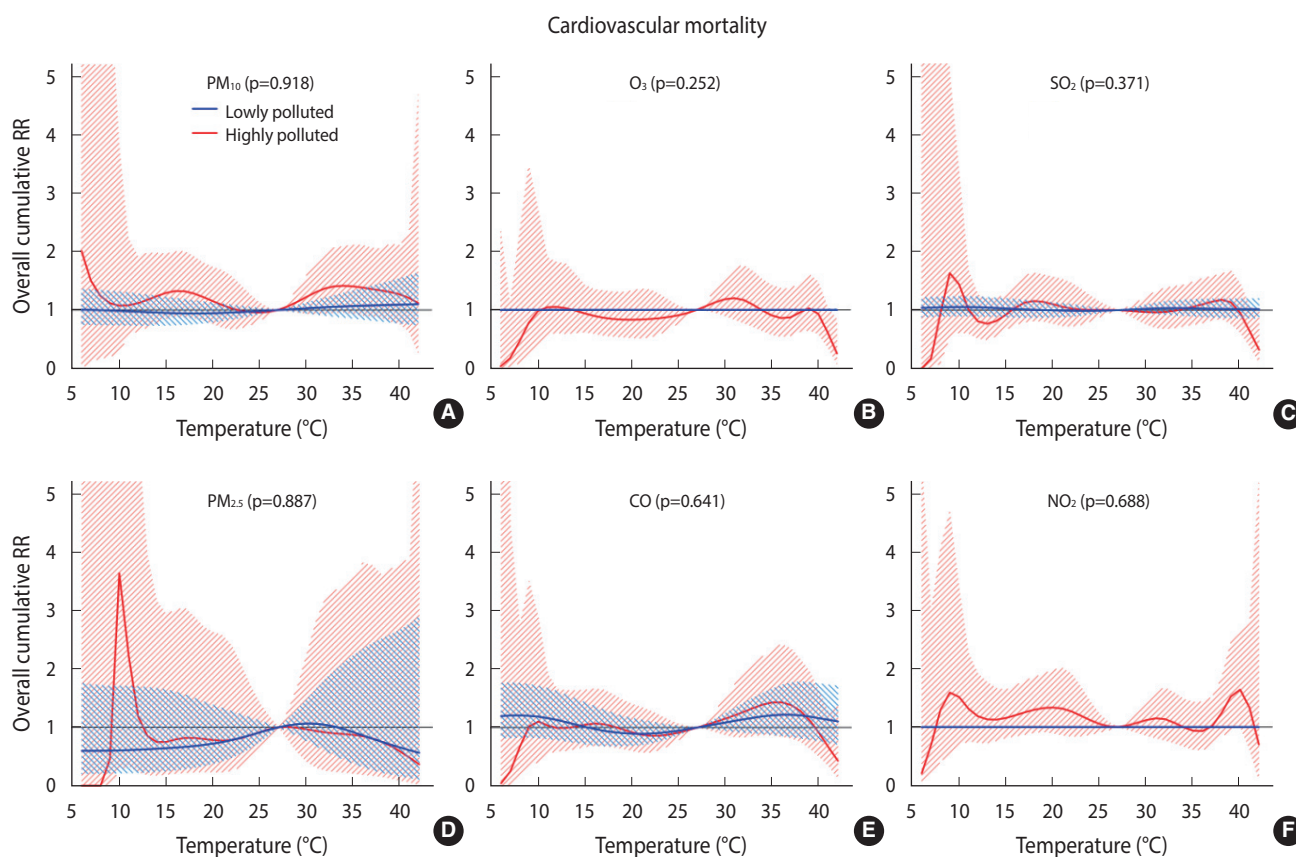 Cardiovascular mortality
Overall cumulative RR
5
4
3
2
1
0
PM₁₀ (p=0.918)
Lowly polluted
Highly polluted
5 10 15 20 25 30 35 40
Temperature (°C)
A
5
4
3
2
1
0
O₃ (p=0.252)
5 10 15 20 25 30 35 40
Temperature (°C)
B
5
4
3
2
1
0
SO₂ (p=0.371)
5 10 15 20 25 30 35 40
Temperature (°C)
C
Overall cumulative RR
5
4
3
2
1
0
PM₂.₅ (p=0.887)
5 10 15 20 25 30 35 40
Temperature (°C)
D
5
4
3
2
1
0
CO (p=0.641)
5 10 15 20 25 30 35 40
Temperature (°C)
E
5
4
3
2
1
0
NO₂ (p=0.688)
5 10 15 20 25 30 35 40
Temperature (°C)
F